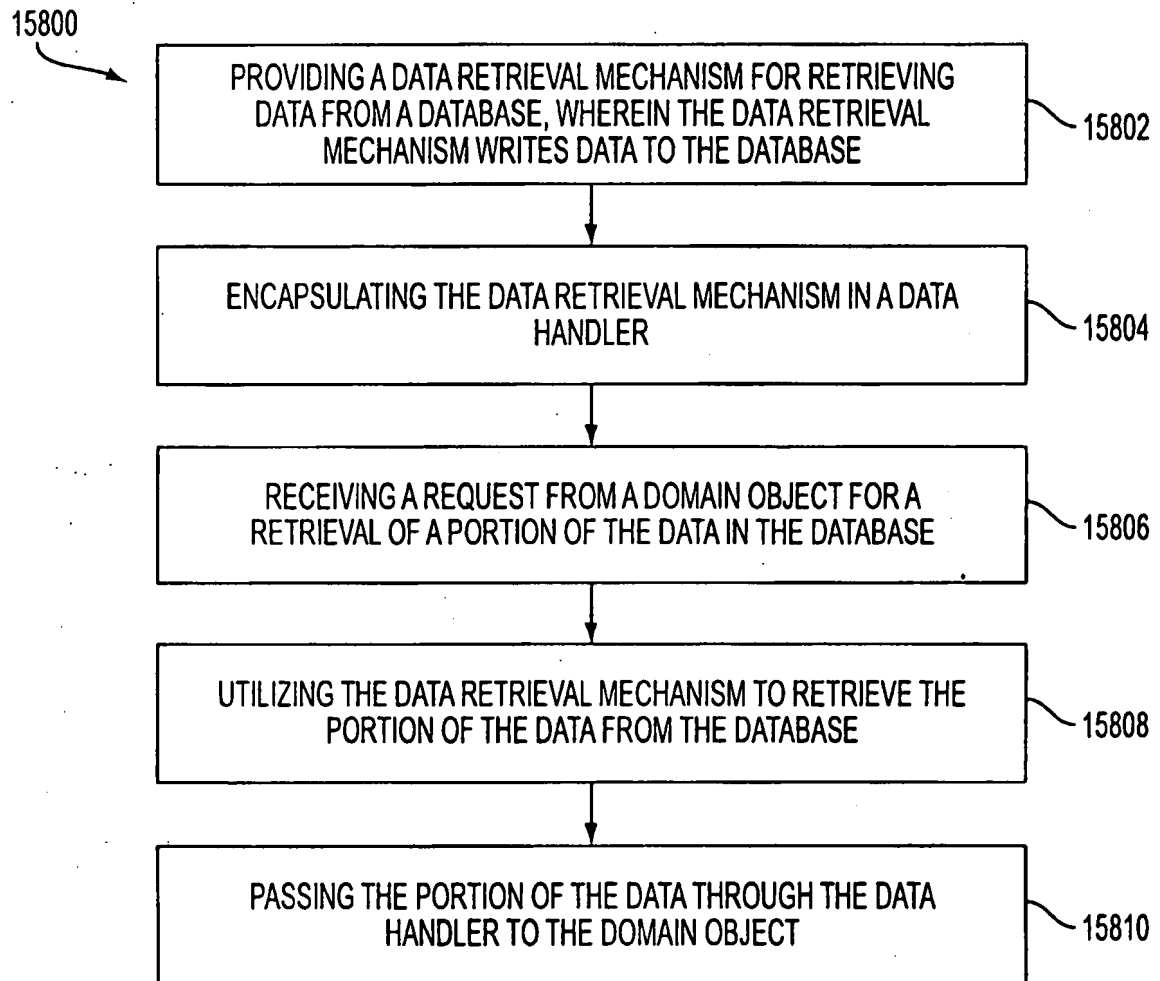 15800
PROVIDING A DATA RETRIEVAL MECHANISM FOR RETRIEVING
DATA FROM A DATABASE, WHEREIN THE DATA RETRIEVAL
MECHANISM WRITES DATA TO THE DATABASE
15802
ENCAPSULATING THE DATA RETRIEVAL MECHANISM IN A DATA
HANDLER
15804
RECEIVING A REQUEST FROM A DOMAIN OBJECT FOR A
RETRIEVAL OF A PORTION OF THE DATA IN THE DATABASE
15806
UTILIZING THE DATA RETRIEVAL MECHANISM TO RETRIEVE THE
PORTION OF THE DATA FROM THE DATABASE
15808
PASSING THE PORTION OF THE DATA THROUGH THE DATA
HANDLER TO THE DOMAIN OBJECT
15810